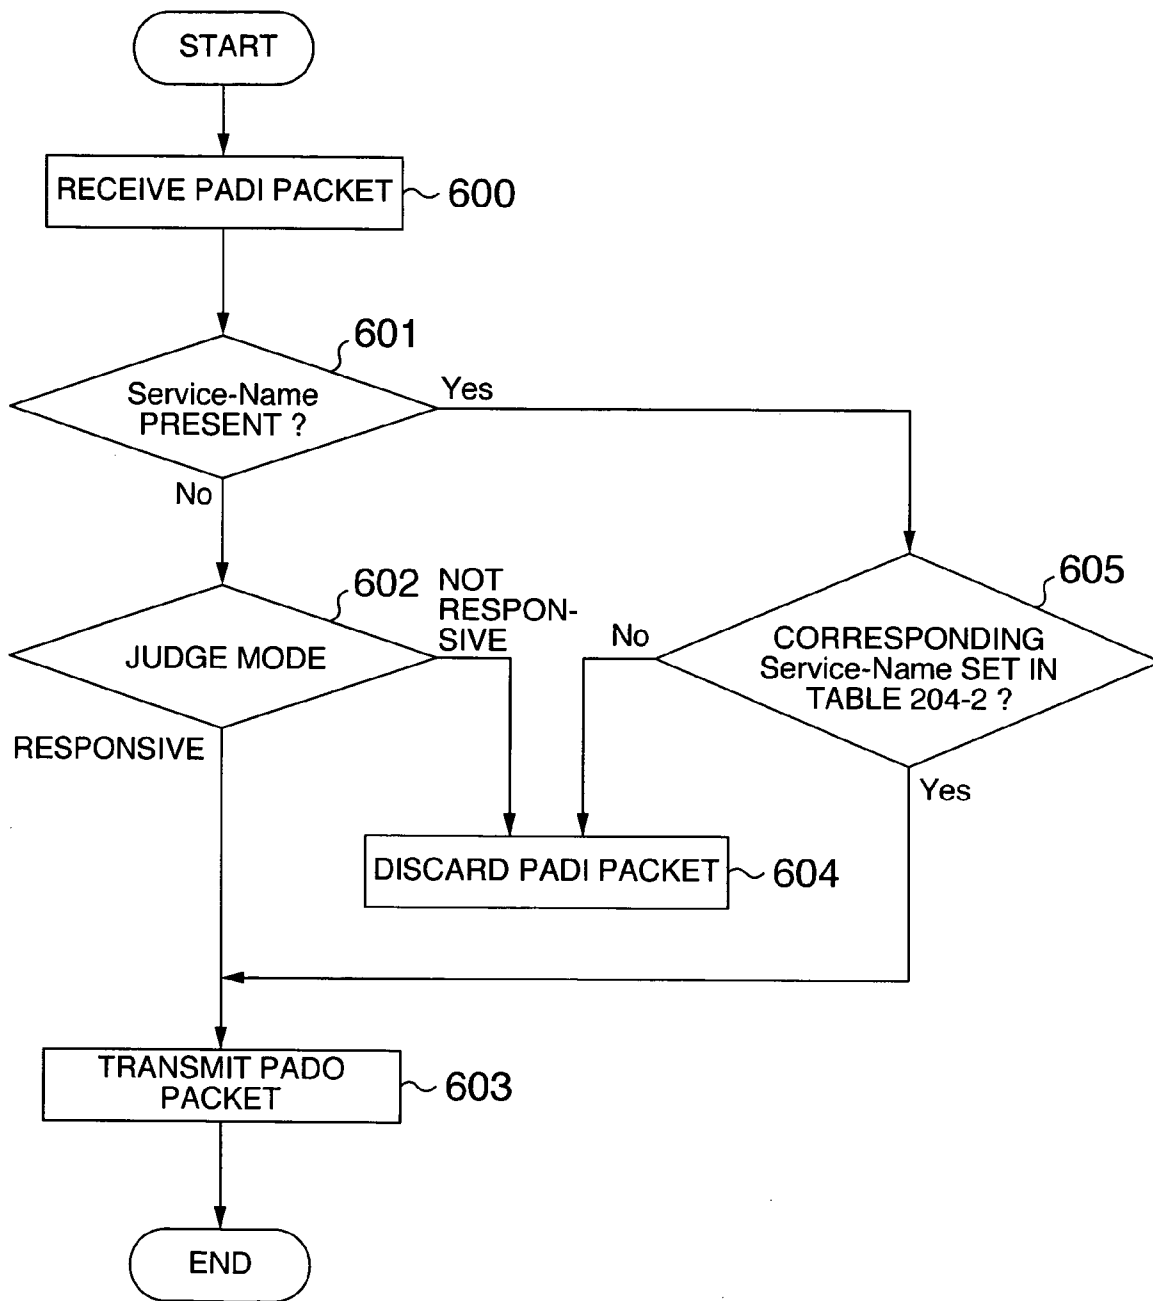 START
RECEIVE PADI PACKET
600
601
Service-Name
PRESENT ?
Yes
No
602
JUDGE MODE
NOT
RESPON-
SIVE
RESPONSIVE
605
CORRESPONDING
Service-Name SET IN
TABLE 204-2 ?
No
Yes
DISCARD PADI PACKET
604
TRANSMIT PADO
PACKET
603
END